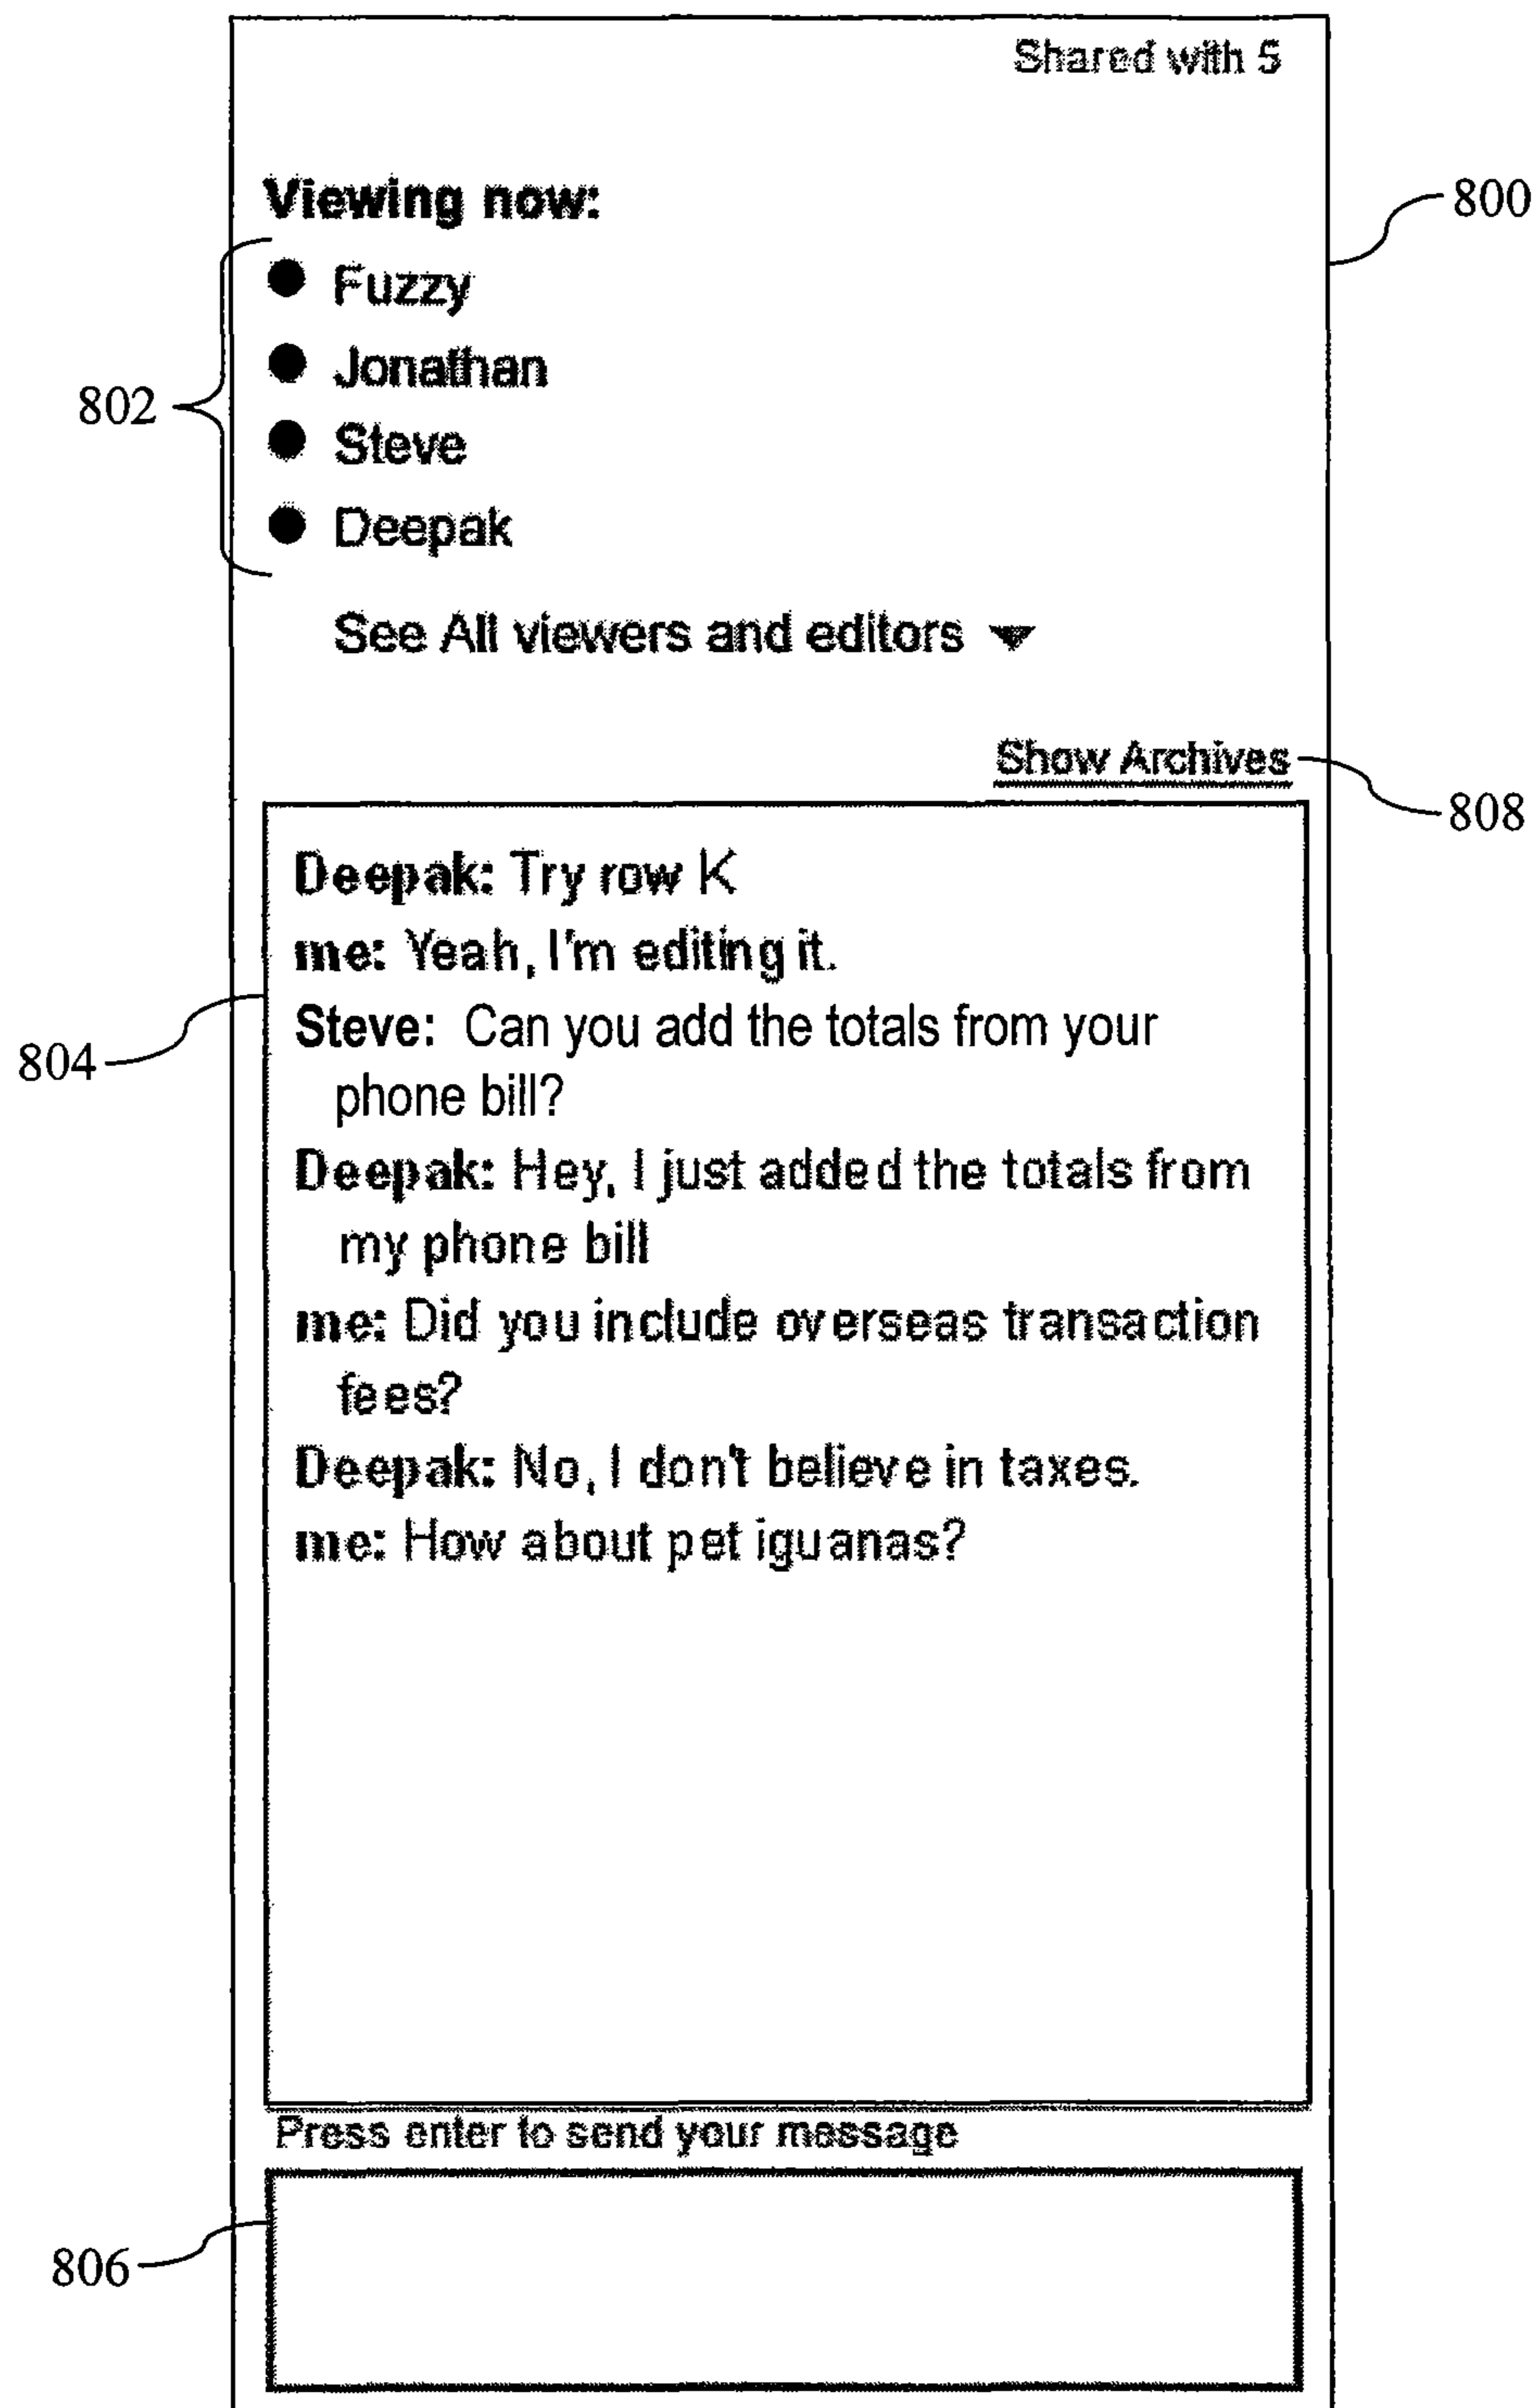 Shared with 5
Viewing now:
800
Fuzzy
Jonathan
802
Steve
Deepak
See All viewers and editors
Show Archives
808
Deepak: Try row K
me: Yeah, I'm editing it.
804
Steve: Can you add the totals from your
phone bill?
Deepak: Hey, I just added the totals from
my phone bill
me: Did you include overseas transaction
fees?
Deepak: No, I don't believe in taxes.
me: How about pet iguanas?
Press enter to send your message
806